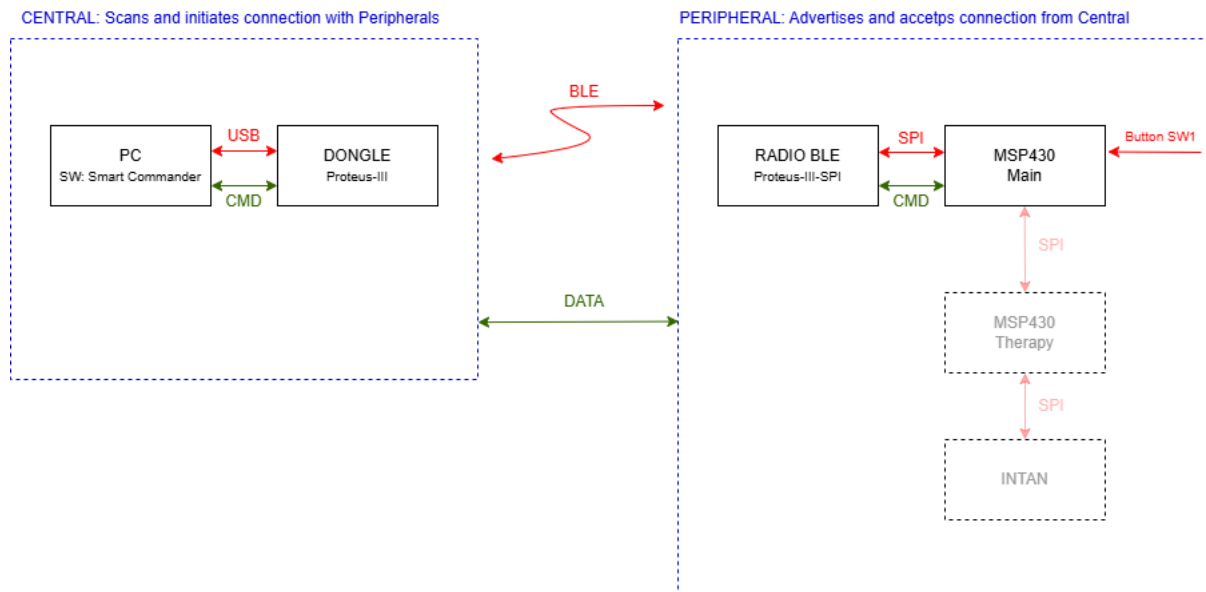 CENTRAL: Scans and initiates connection with Peripherals
PERIPHERAL: Advertises and accetps connection from Central
BLE
PC
SW: Smart Commander
USB
CMD
DONGLE
Proteus-III
RADIO BLE
Proteus-III-SPI
SPI
CMD
MSP430
Main
Button SW1
SPI
DATA
MSP430
Therapy
SPI
INTAN